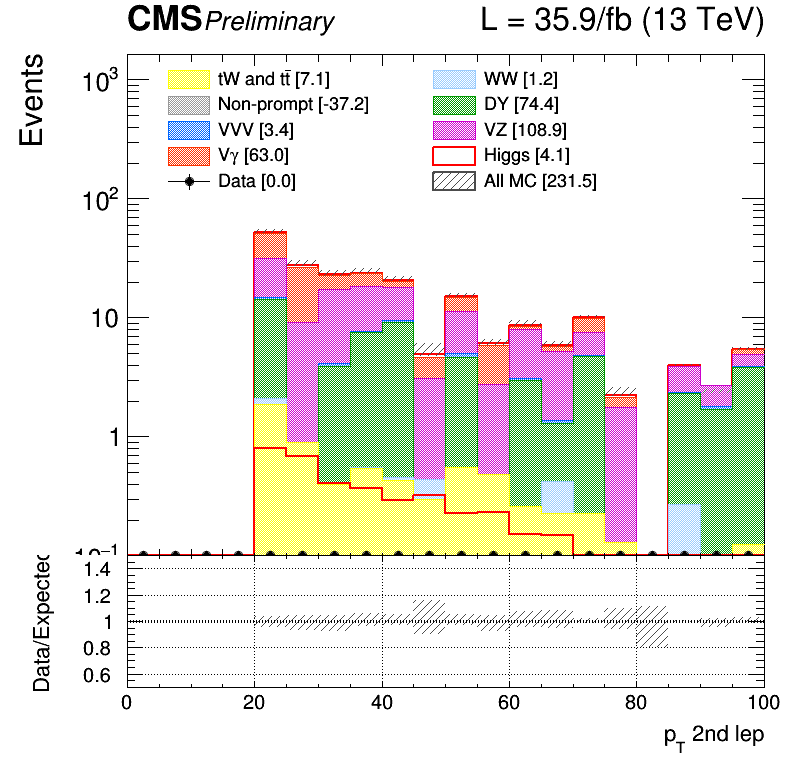 CMS Preliminary L = 35.9/fb (13 TeV)
Events
tW and tt̄ [7.1] WW [1.2]
Non-prompt [-37.2] DY [74.4]
VVV [3.4] VZ [108.9]
Vγ [63.0] Higgs [4.1]
Data [0.0] All MC [231.5]
10³
10²
10
1
10⁻¹
Data/Expected
1.4
1.2
1
0.8
0.6
0 20 40 60 80 100
p_T 2nd lep